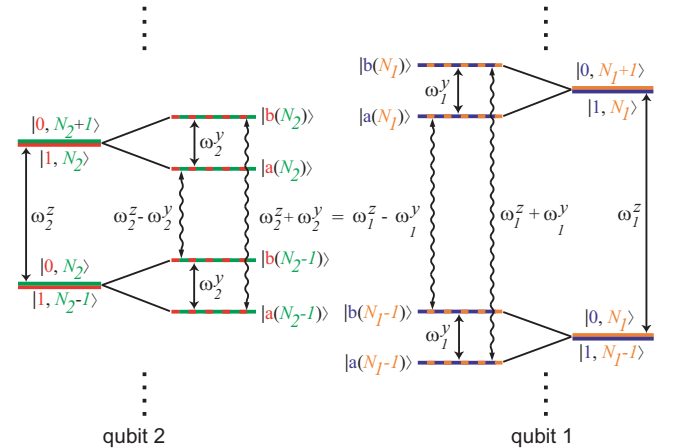 |b(N₁)⟩
|0, N₁+1⟩
ω₁ʸ
|a(N₁)⟩
|1, N₁⟩
|0, N₂+1⟩
|b(N₂)⟩
ω₂ʸ
|1, N₂⟩
|a(N₂)⟩
ω₂ᶻ
ω₂ᶻ- ω₂ʸ
ω₂ᶻ+ ω₂ʸ = ω₁ᶻ - ω₁ʸ
ω₁ᶻ+ ω₁ʸ
ω₁ᶻ
|0, N₂⟩
|b(N₂-1)⟩
|1, N₂-1⟩
ω₂ʸ
|a(N₂-1)⟩
|b(N₁-1)⟩
|0, N₁⟩
ω₁ʸ
|1, N₁-1⟩
|a(N₁-1)⟩
qubit 2
qubit 1